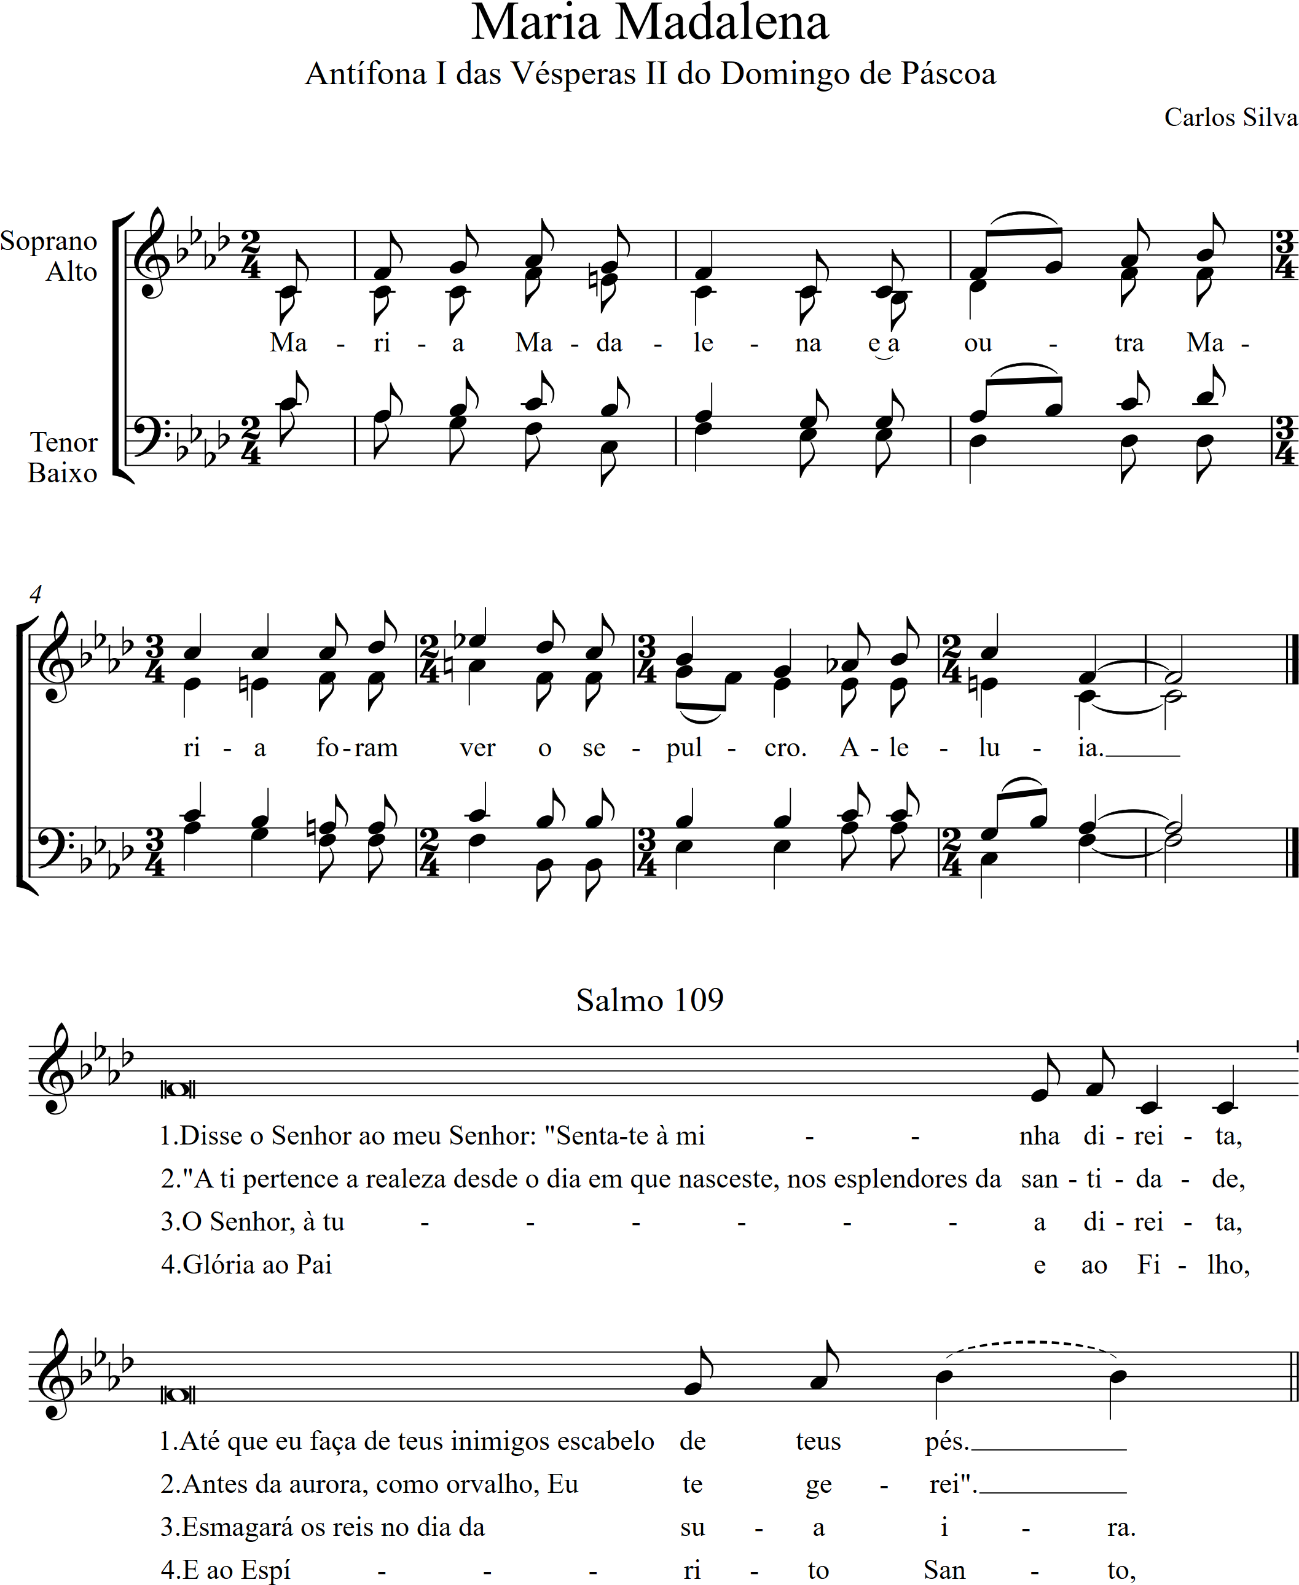 Maria Madalena
Antífona I das Vésperas II do Domingo de Páscoa
Carlos Silva
Soprano
Alto
Ma - ri - a Ma - da - le - na e a ou - tra Ma -
Tenor
Baixo
4
ri - a fo - ram ver o se - pul - cro. A - le - lu - ia.
Salmo 109
1.Disse o Senhor ao meu Senhor: "Senta-te à mi - - nha di - rei - ta,
2."A ti pertence a realeza desde o dia em que nasceste, nos esplendores da san - ti - da - de,
3.O Senhor, à tu - - - - - - a di - rei - ta,
4.Glória ao Pai e ao Fi - lho,
1.Até que eu faça de teus inimigos escabelo de teus pés.
2.Antes da aurora, como orvalho, Eu te ge - rei".
3.Esmagará os reis no dia da su - a i - ra.
4.E ao Espí - - - ri - to San - to,